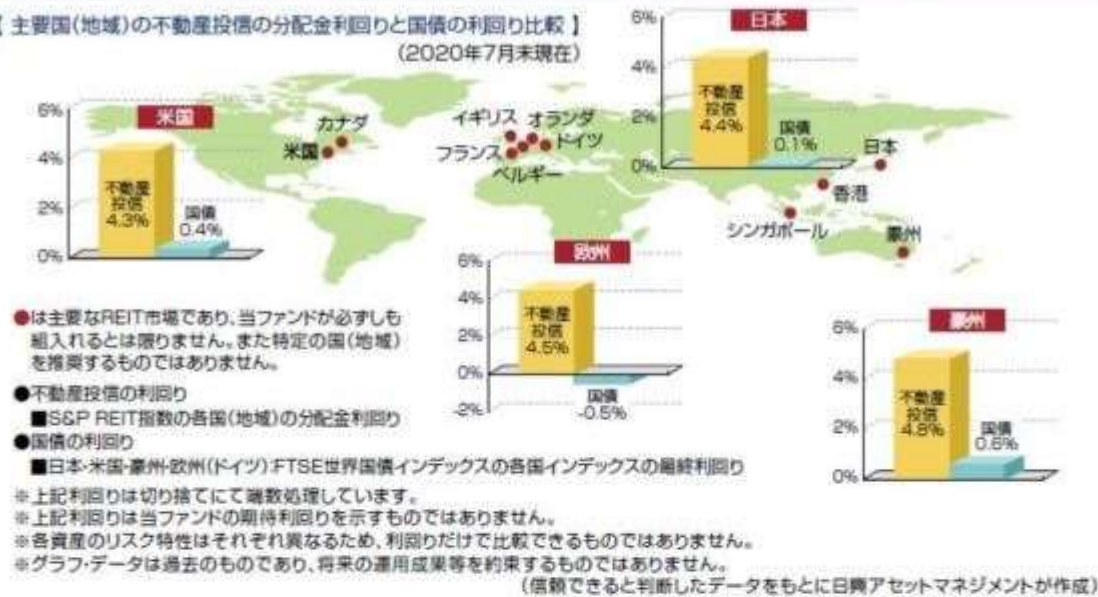 【 主要国(地域)の不動産投信の分配金利回りと国債の利回り比較 】
(2020年7月末現在)
米国
6%
4%
2%
0%
不動産
投信
4.3%
国債
0.4%
カナダ
米国
イギリス
オランダ
フランス
ドイツ
ベルギー
日本
6%
4%
2%
0%
不動産
投信
4.4%
国債
0.1%
日本
香港
シンガポール
豪州
欧州
6%
4%
2%
0%
-2%
不動産
投信
4.5%
国債
-0.5%
豪州
6%
4%
2%
0%
不動産
投信
4.8%
国債
0.6%
●は主要なREIT市場であり、当ファンドが必ずしも
組入れるとは限りません。また特定の国(地域)
を推奨するものではありません。
●不動産投信の利回り
■S&P REIT指数の各国(地域)の分配金利回り
●国債の利回り
■日本・米国・豪州・欧州(ドイツ):FTSE世界国債インデックスの各国インデックスの最終利回り
※上記利回りは切り捨てにて端数処理しています。
※上記利回りは当ファンドの期待利回りを示すものではありません。
※各資産のリスク特性はそれぞれ異なるため、利回りだけで比較できるものではありません。
※グラフ・データは過去のものであり、将来の運用成果等を約束するものではありません。
(信頼できると判断したデータをもとに日興アセットマネジメントが作成)